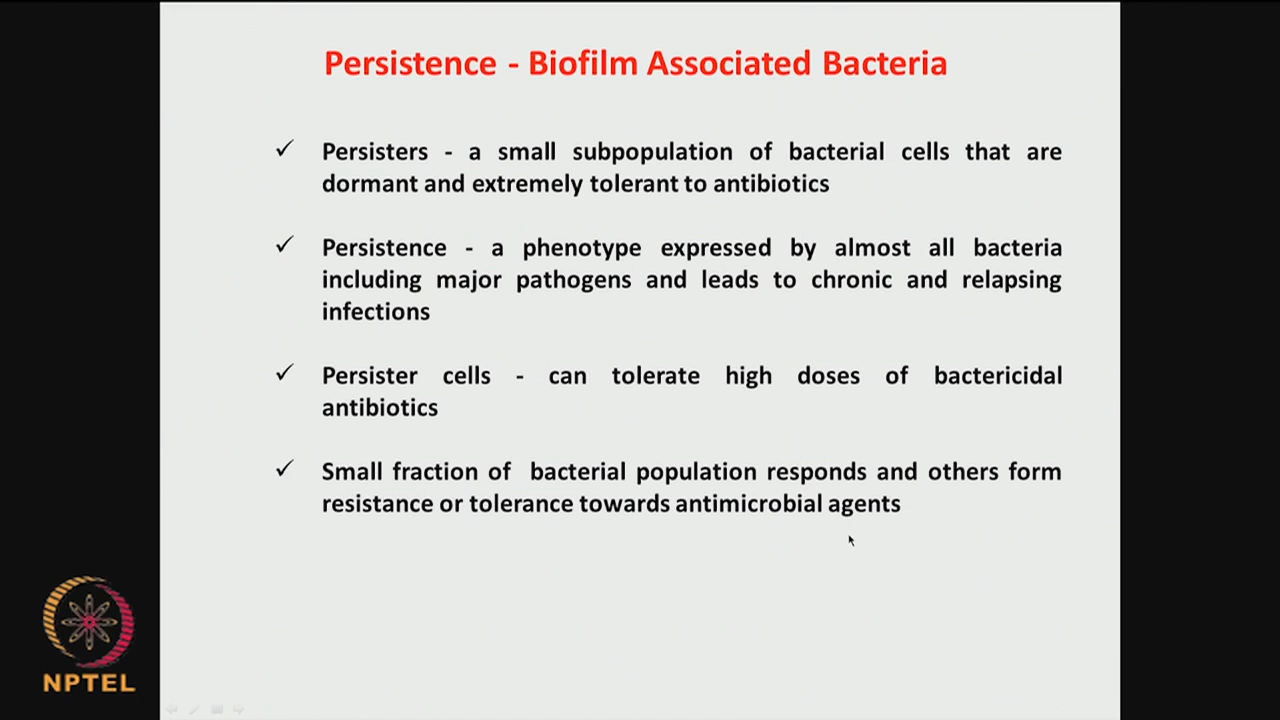 Persistence - Biofilm Associated Bacteria
✓ Persisters - a small subpopulation of bacterial cells that are
dormant and extremely tolerant to antibiotics
✓ Persistence - a phenotype expressed by almost all bacteria
including major pathogens and leads to chronic and relapsing
infections
✓ Persister cells - can tolerate high doses of bactericidal
antibiotics
✓ Small fraction of bacterial population responds and others form
resistance or tolerance towards antimicrobial agents
NPTEL